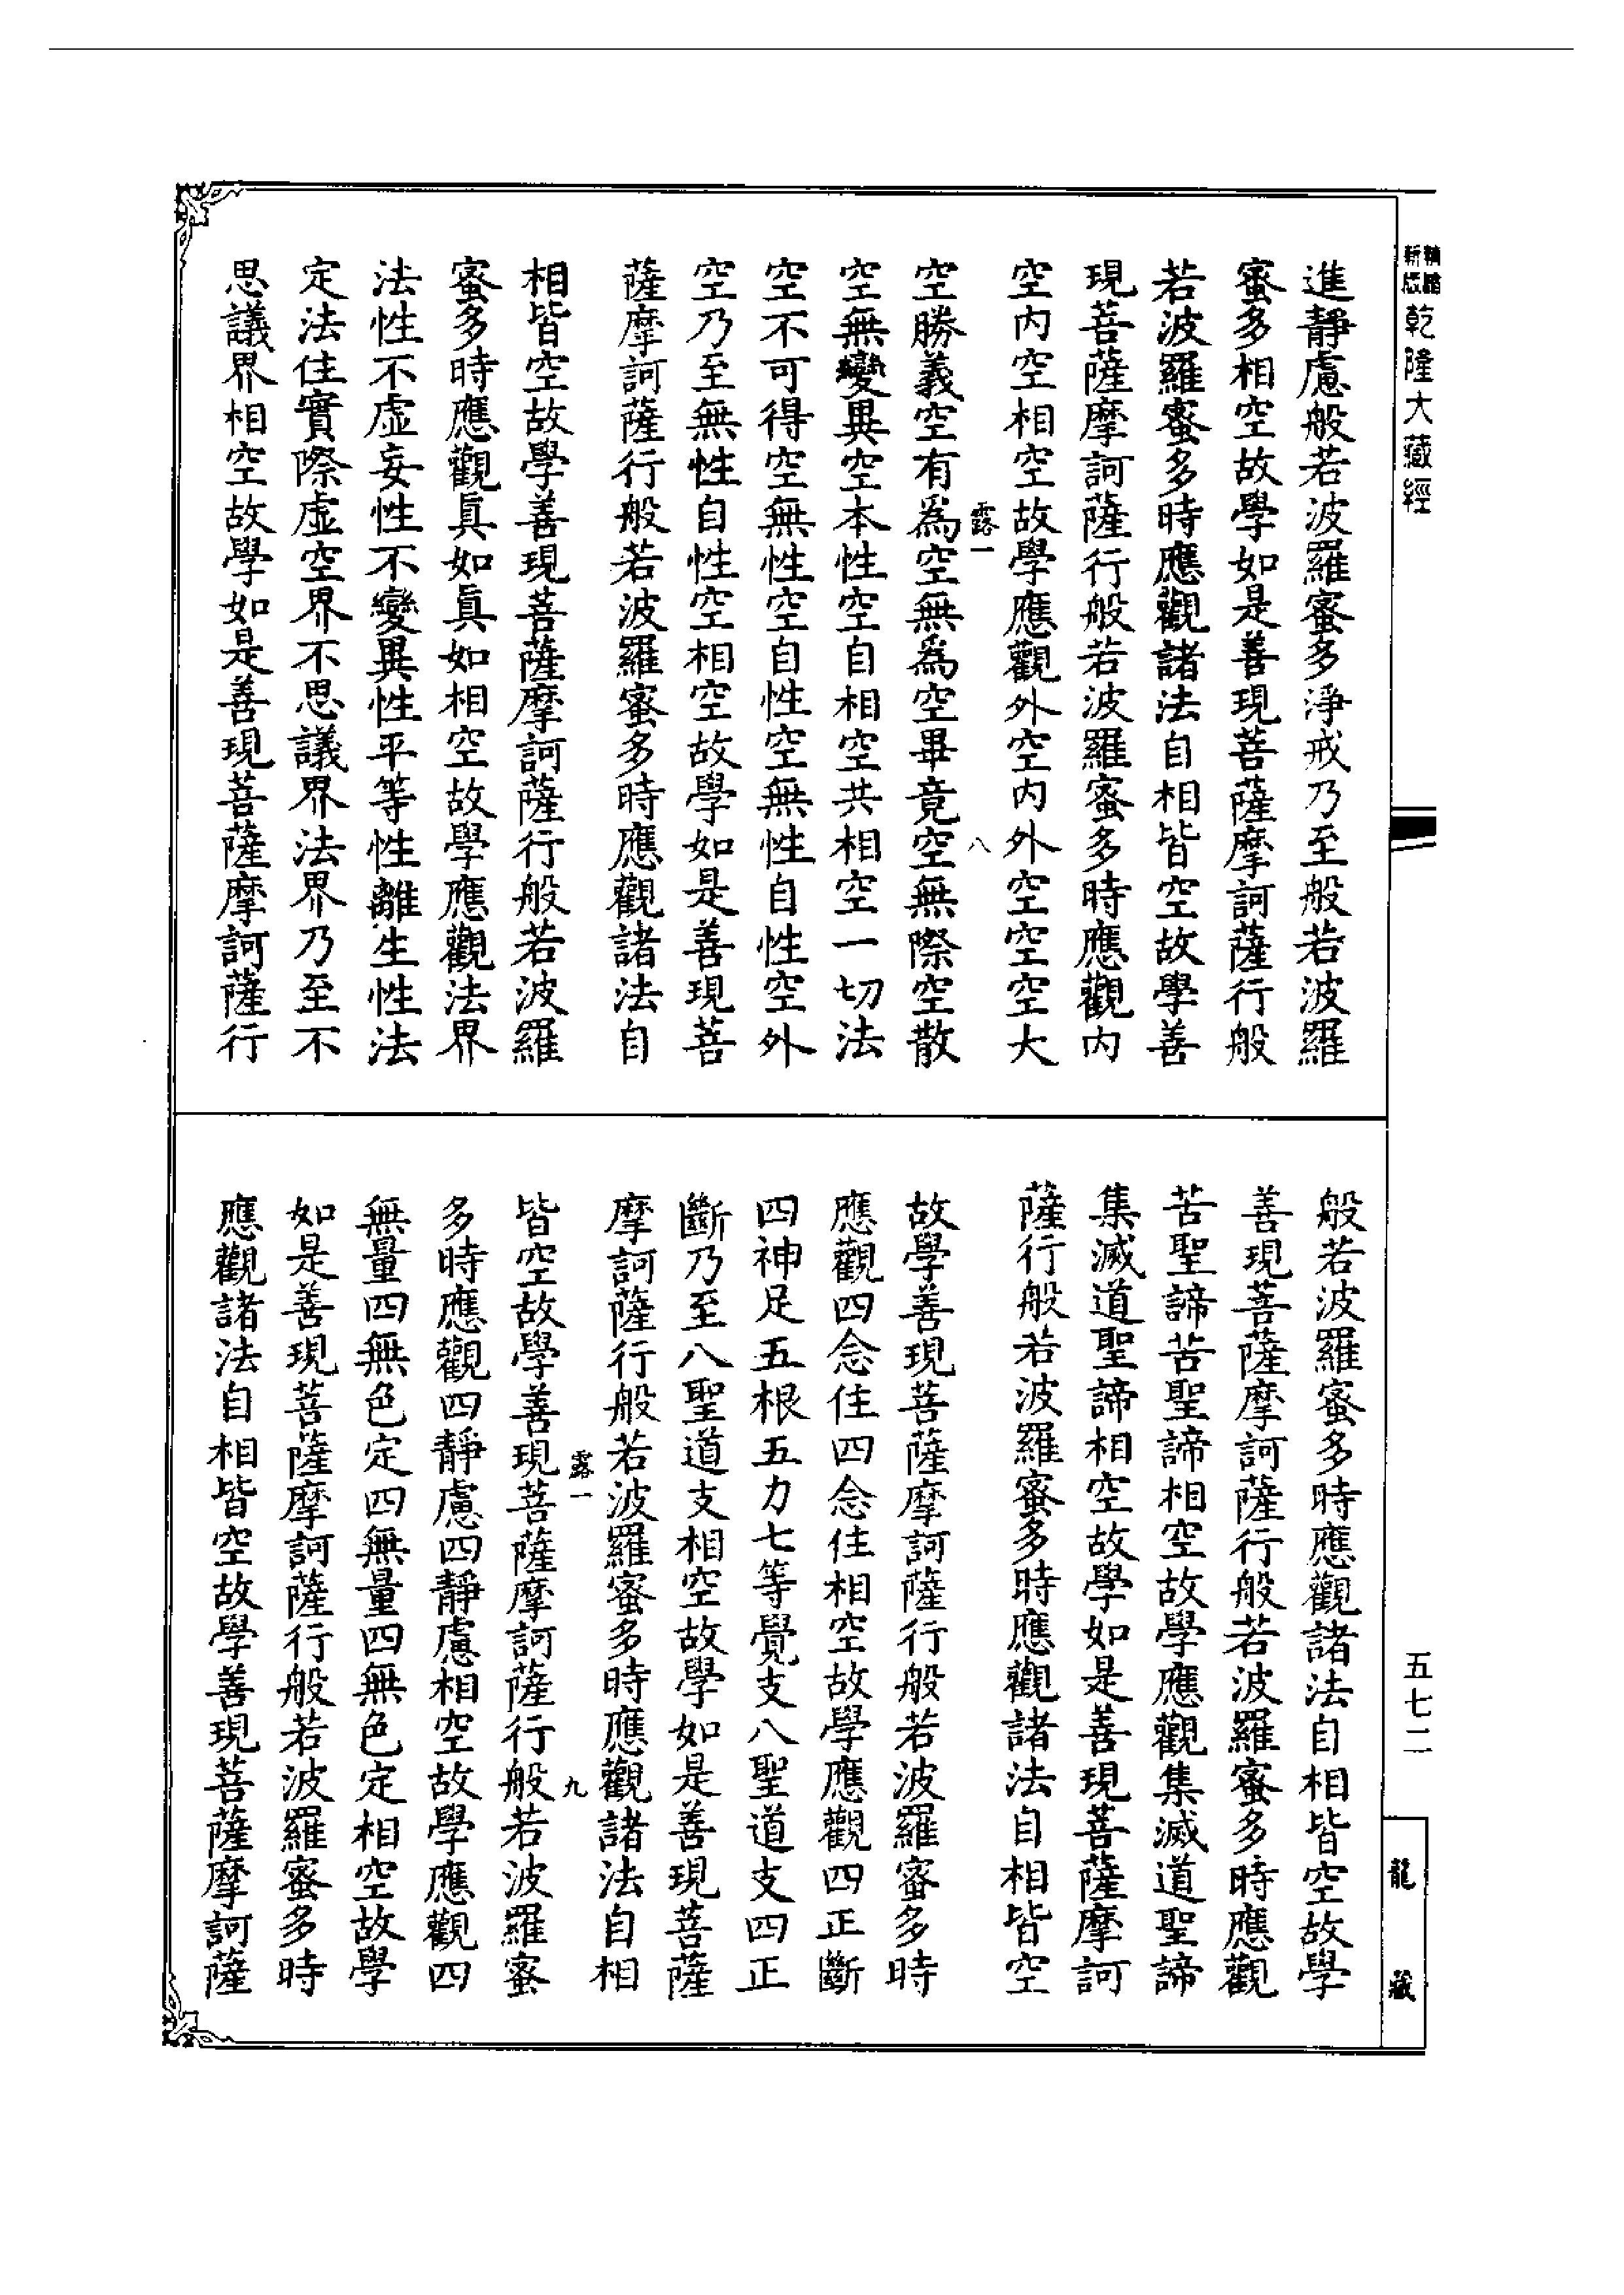 精縮
新版
乾隆大藏經
進靜慮般若波羅蜜多淨戒乃至般若波羅
蜜多相空故學如是善現菩薩摩訶薩行般
若波羅蜜多時應觀諸法自相皆空故學善
現菩薩摩訶薩行般若波羅蜜多時應觀內
空內空相空故學應觀外空內外空空空大
露一
八
空勝義空有為空無為空畢竟空無際空散
空無變異空本性空自相空共相空一切法
空不可得空無性空自性空無性自性空外
空乃至無性自性空相空故學如是善現菩
薩摩訶薩行般若波羅蜜多時應觀諸法自
相皆空故學善現菩薩摩訶薩行般若波羅
蜜多時應觀真如真如相空故學應觀法界
法性不虛妄性不變異性平等性離生性法
定法住實際虛空界不思議界法界乃至不
思議界相空故學如是善現菩薩摩訶薩行
般若波羅蜜多時應觀諸法自相皆空故學
善現菩薩摩訶薩行般若波羅蜜多時應觀
苦聖諦苦聖諦相空故學應觀集滅道聖諦
集滅道聖諦相空故學如是善現菩薩摩訶
薩行般若波羅蜜多時應觀諸法自相皆空
故學善現菩薩摩訶薩行般若波羅蜜多時
應觀四念住四念住相空故學應觀四正斷
四神足五根五力七等覺支八聖道支四正
斷乃至八聖道支相空故學如是善現菩薩
摩訶薩行般若波羅蜜多時應觀諸法自相
露一
九
皆空故學善現菩薩摩訶薩行般若波羅蜜
多時應觀四靜慮四靜慮相空故學應觀四
無量四無色定四無量四無色定相空故學
如是善現菩薩摩訶薩行般若波羅蜜多時
應觀諸法自相皆空故學善現菩薩摩訶薩
五七二
龍藏